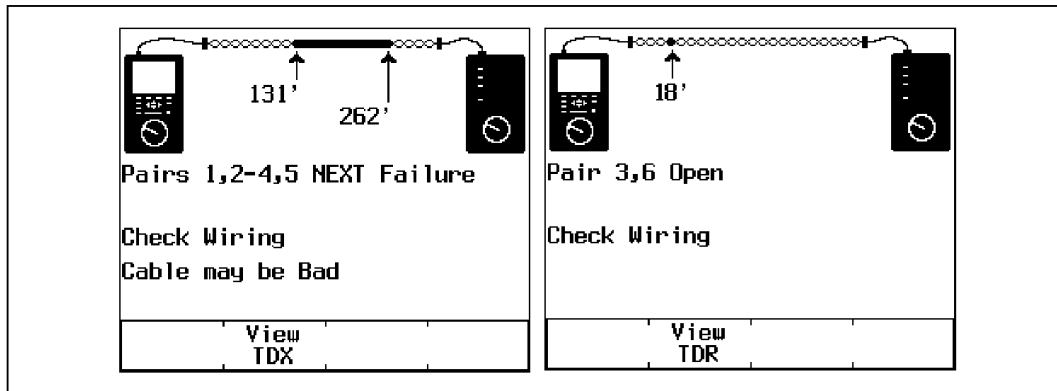 131'
262'
Pairs 1,2-4,5 NEXT Failure
Check Wiring
Cable may be Bad
View
TDX
18'
Pair 3,6 Open
Check Wiring
View
TDR